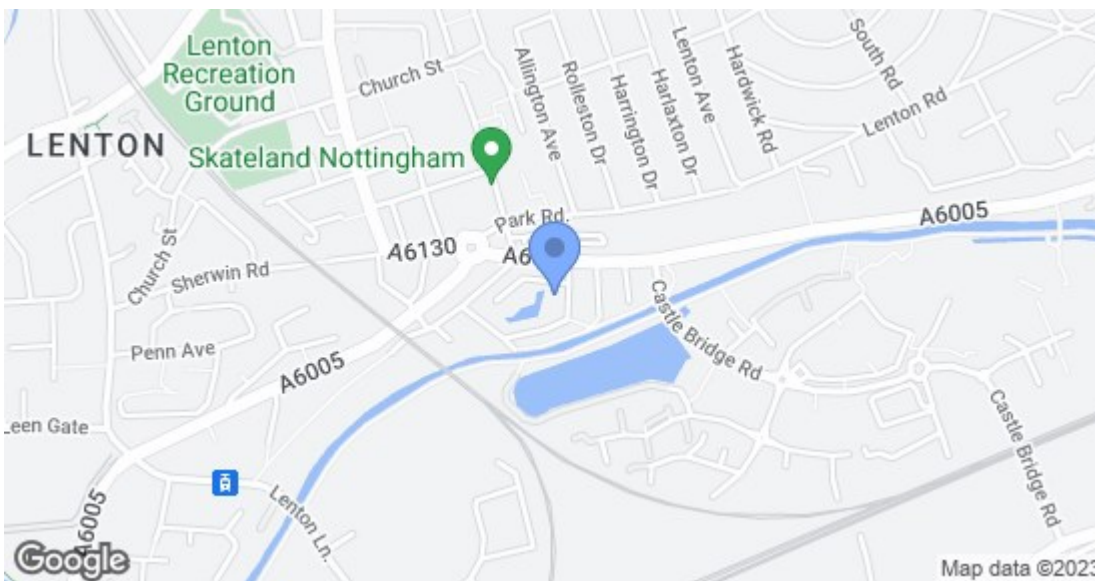 Lenton
Recreation
Ground
LENTON
Church St
Skateland Nottingham
Allington Ave
Rolleston Dr
Harrington Dr
Harlaxton Dr
Lenton Ave
Hardwick Rd
South Rd
Lenton Rd
Park Rd.
A6005
A6130
Church St
Sherwin Rd
Penn Ave
A6005
Castle Bridge Rd
Leen Gate
Castle Bridge Rd
A6005
Lenton Ln.
Google
Map data ©2023